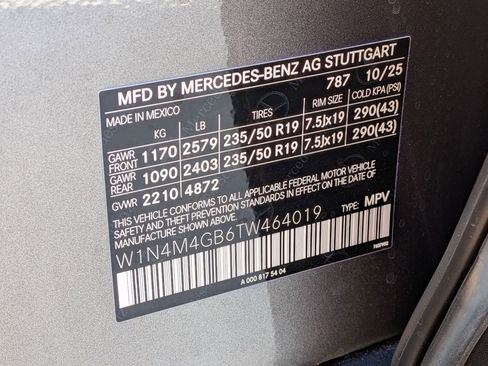 MFD BY MERCEDES-BENZ AG STUTTGART
MADE IN MEXICO 787 10/25
KG LB TIRES RIM SIZE COLD KPA (PSI)
GAWR FRONT 1170 2579 235/50 R19 7.5Jx19 290(43)
GAWR REAR 1090 2403 235/50 R19 7.5Jx19 290(43)
GVWR 2210 4872
THIS VEHICLE CONFORMS TO ALL APPLICABLE FEDERAL MOTOR VEHICLE
SAFETY AND THEFT PREVENTION STANDARDS IN EFFECT ON THE DATE OF
MANUFACTURE SHOWN ABOVE.
W1N4M4GB6TW464019 TYPE: MPV
A 000 817 54 04